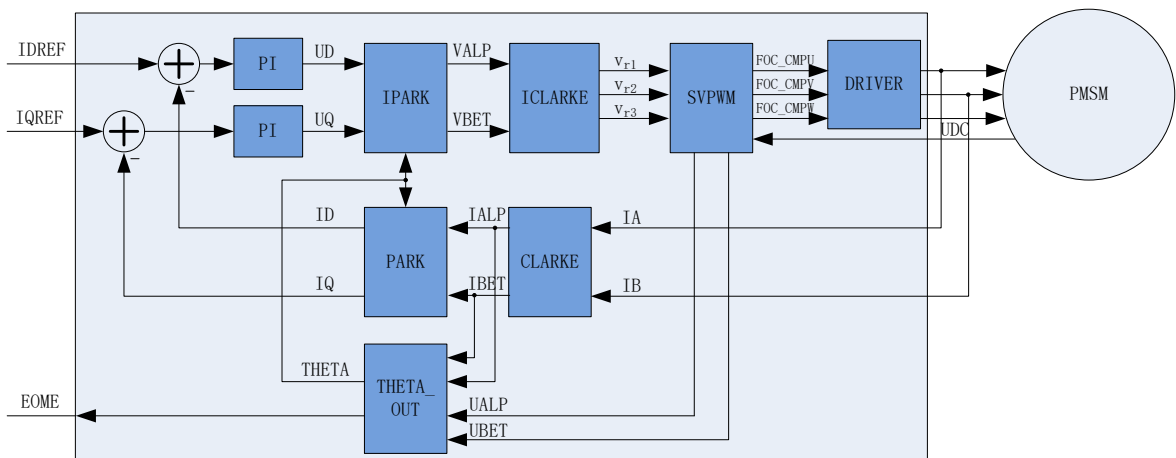 IDREF
IQREF
PI
UD
PI
UQ
IPARK
VALP
VBET
ICLARKE
Vr1
Vr2
Vr3
SVPWM
FOC_CMPU
FOC_CMPV
FOC_CMPW
DRIVER
UDC
PMSM
ID
IQ
PARK
IALP
IBET
CLARKE
IA
IB
THETA
EOME
THETA_
OUT
UALP
UBET